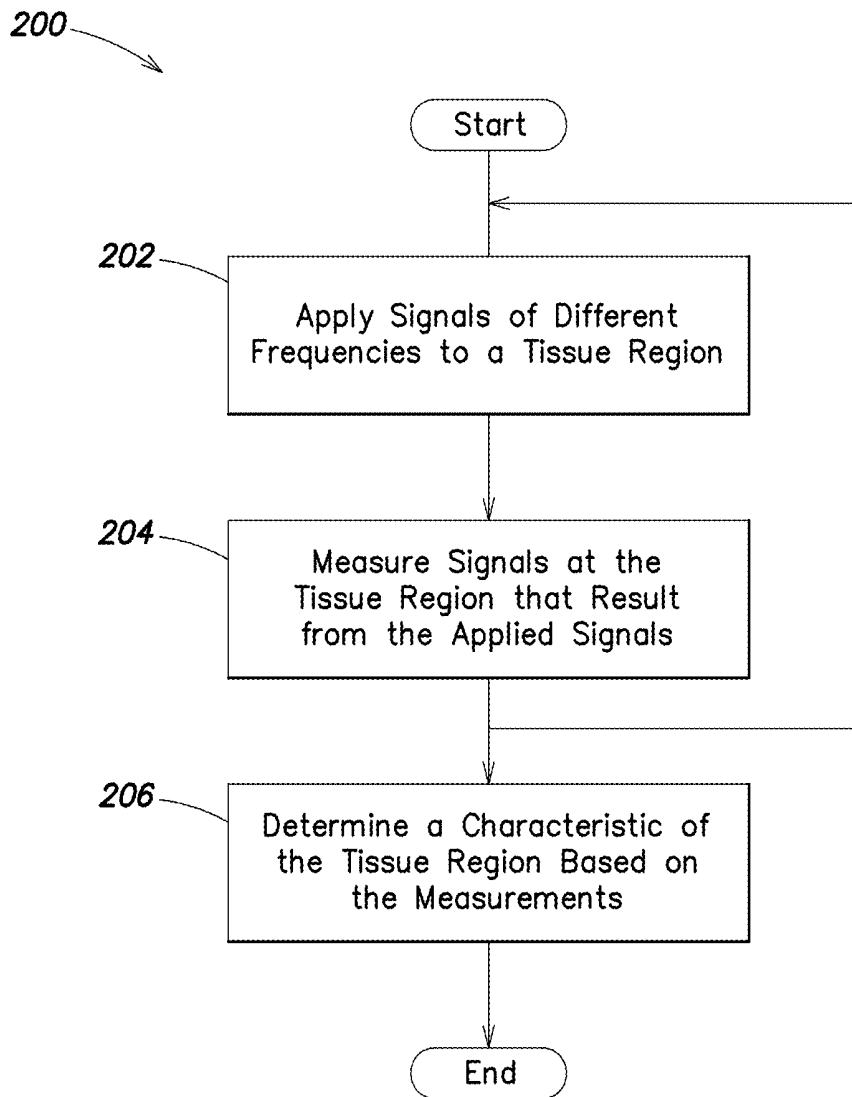 200
Start
202
Apply Signals of Different
Frequencies to a Tissue Region
204
Measure Signals at the
Tissue Region that Result
from the Applied Signals
206
Determine a Characteristic of
the Tissue Region Based on
the Measurements
End